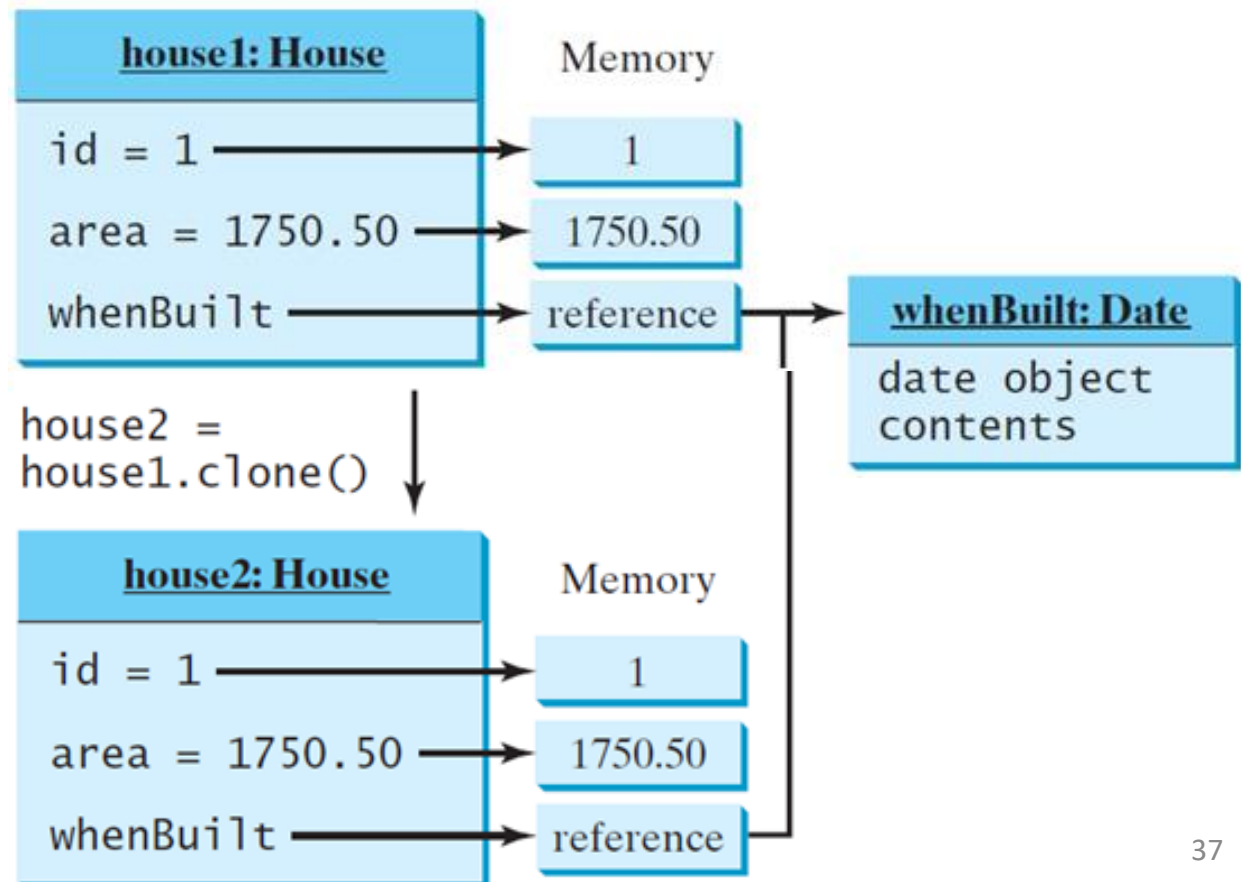 house1: House
Memory
id = 1
1
area = 1750.50
1750.50
whenBuilt
reference
whenBuilt: Date
date object
contents
house2 =
house1.clone()
house2: House
Memory
id = 1
1
area = 1750.50
1750.50
whenBuilt
reference
37